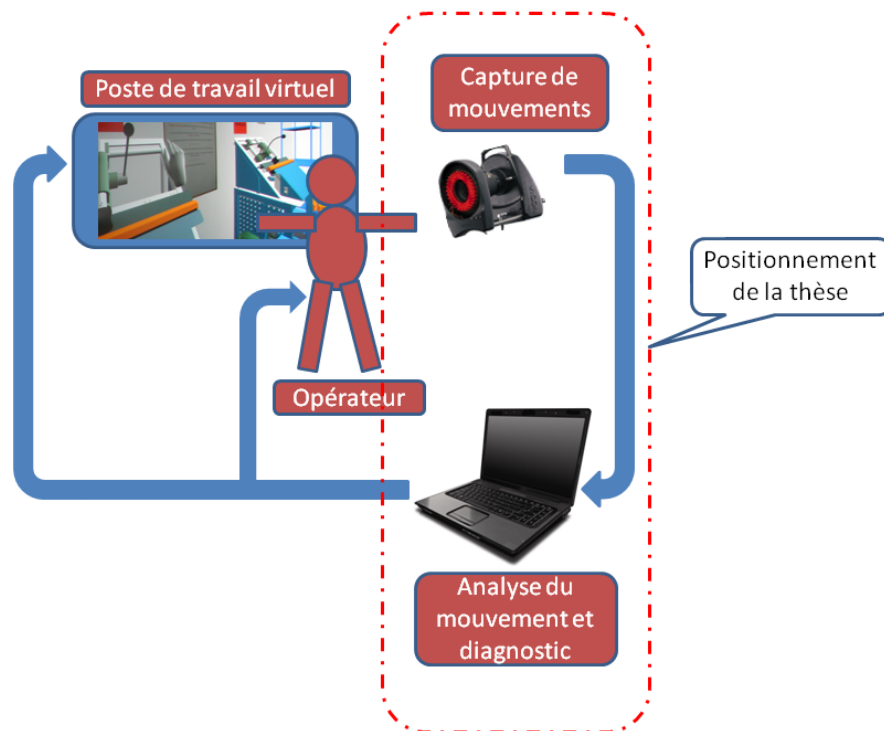 Poste de travail virtuel
Capture de
mouvements
Positionnement
de la thèse
Opérateur
Analyse du
mouvement et
diagnostic